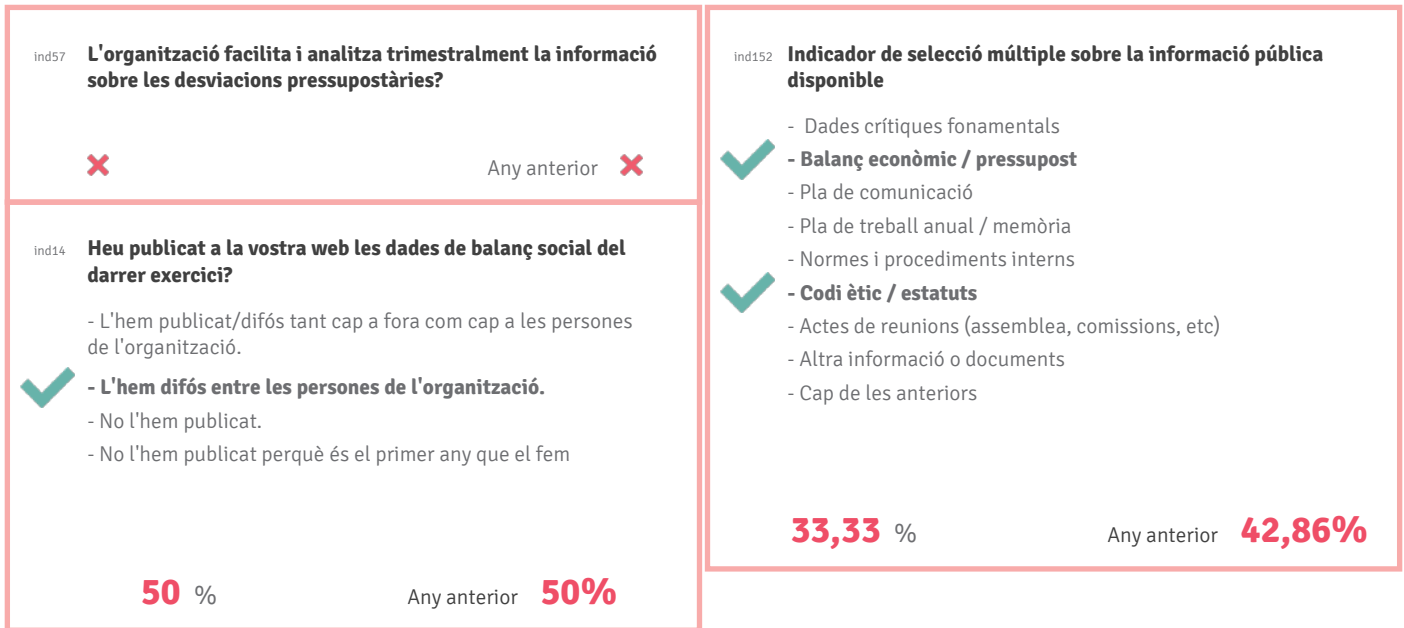 ind57 L'organització facilita i analitza trimestralment la informació
sobre les desviacions pressupostàries?
Any anterior
ind14 Heu publicat a la vostra web les dades de balanç social del
darrer exercici?
- L'hem publicat/difós tant cap a fora com cap a les persones
de l'organització.
- L'hem difós entre les persones de l'organització.
- No l'hem publicat.
- No l'hem publicat perquè és el primer any que el fem
50 % Any anterior 50%
ind152 Indicador de selecció múltiple sobre la informació pública
disponible
- Dades crítiques fonamentals
- Balanç econòmic / pressupost
- Pla de comunicació
- Pla de treball anual / memòria
- Normes i procediments interns
- Codi ètic / estatuts
- Actes de reunions (assemblea, comissions, etc)
- Altra informació o documents
- Cap de les anteriors
33,33 % Any anterior 42,86%